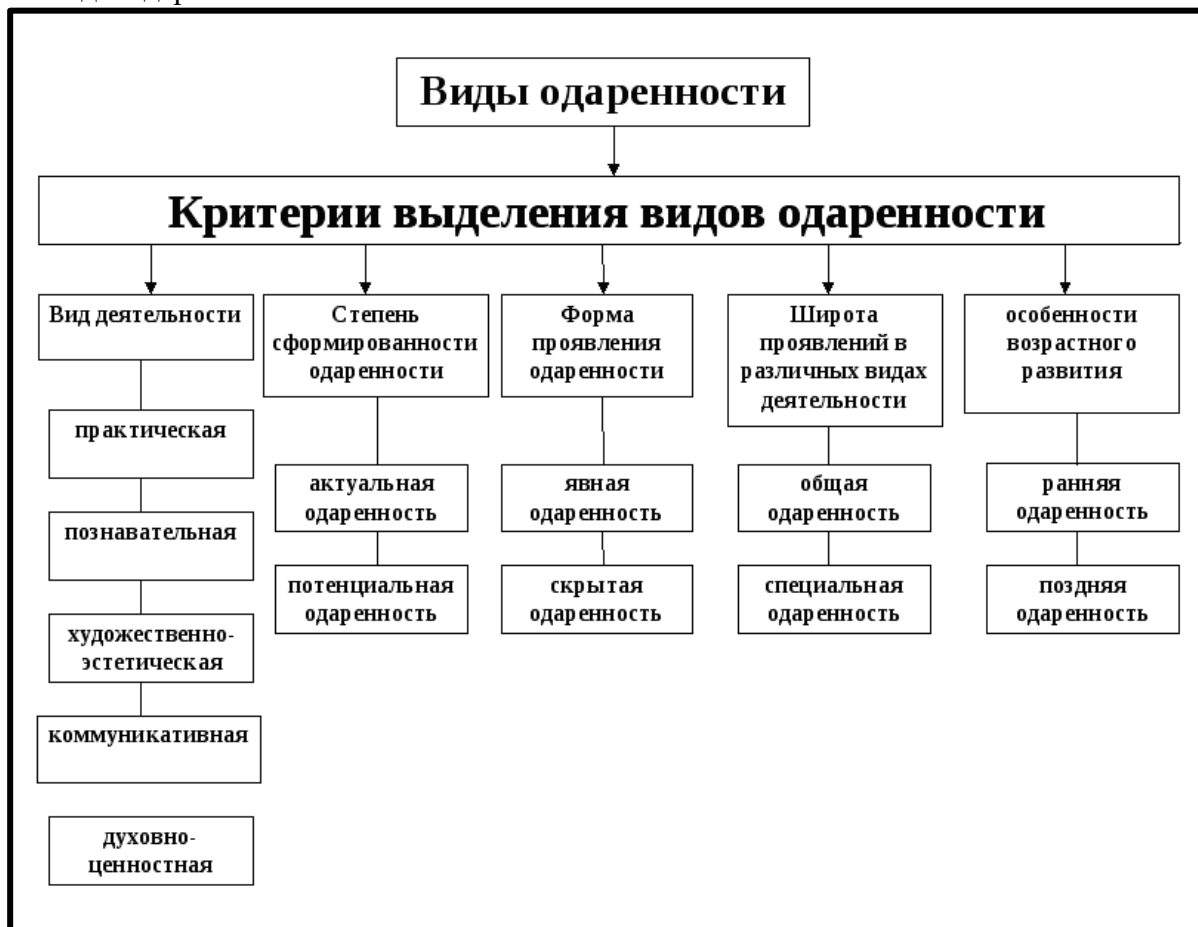 Виды одаренности
Критерии выделения видов одаренности
Вид деятельности
практическая
познавательная
художественно-
эстетическая
коммуникативная
духовно-
ценностная
Степень
сформированности
одаренности
актуальная
одаренность
потенциальная
одаренность
Форма
проявления
одаренности
явная
одаренность
скрытая
одаренность
Широта
проявлений в
различных видах
деятельности
общая
одаренность
специальная
одаренность
особенности
возрастного
развития
ранняя
одаренность
поздняя
одаренность